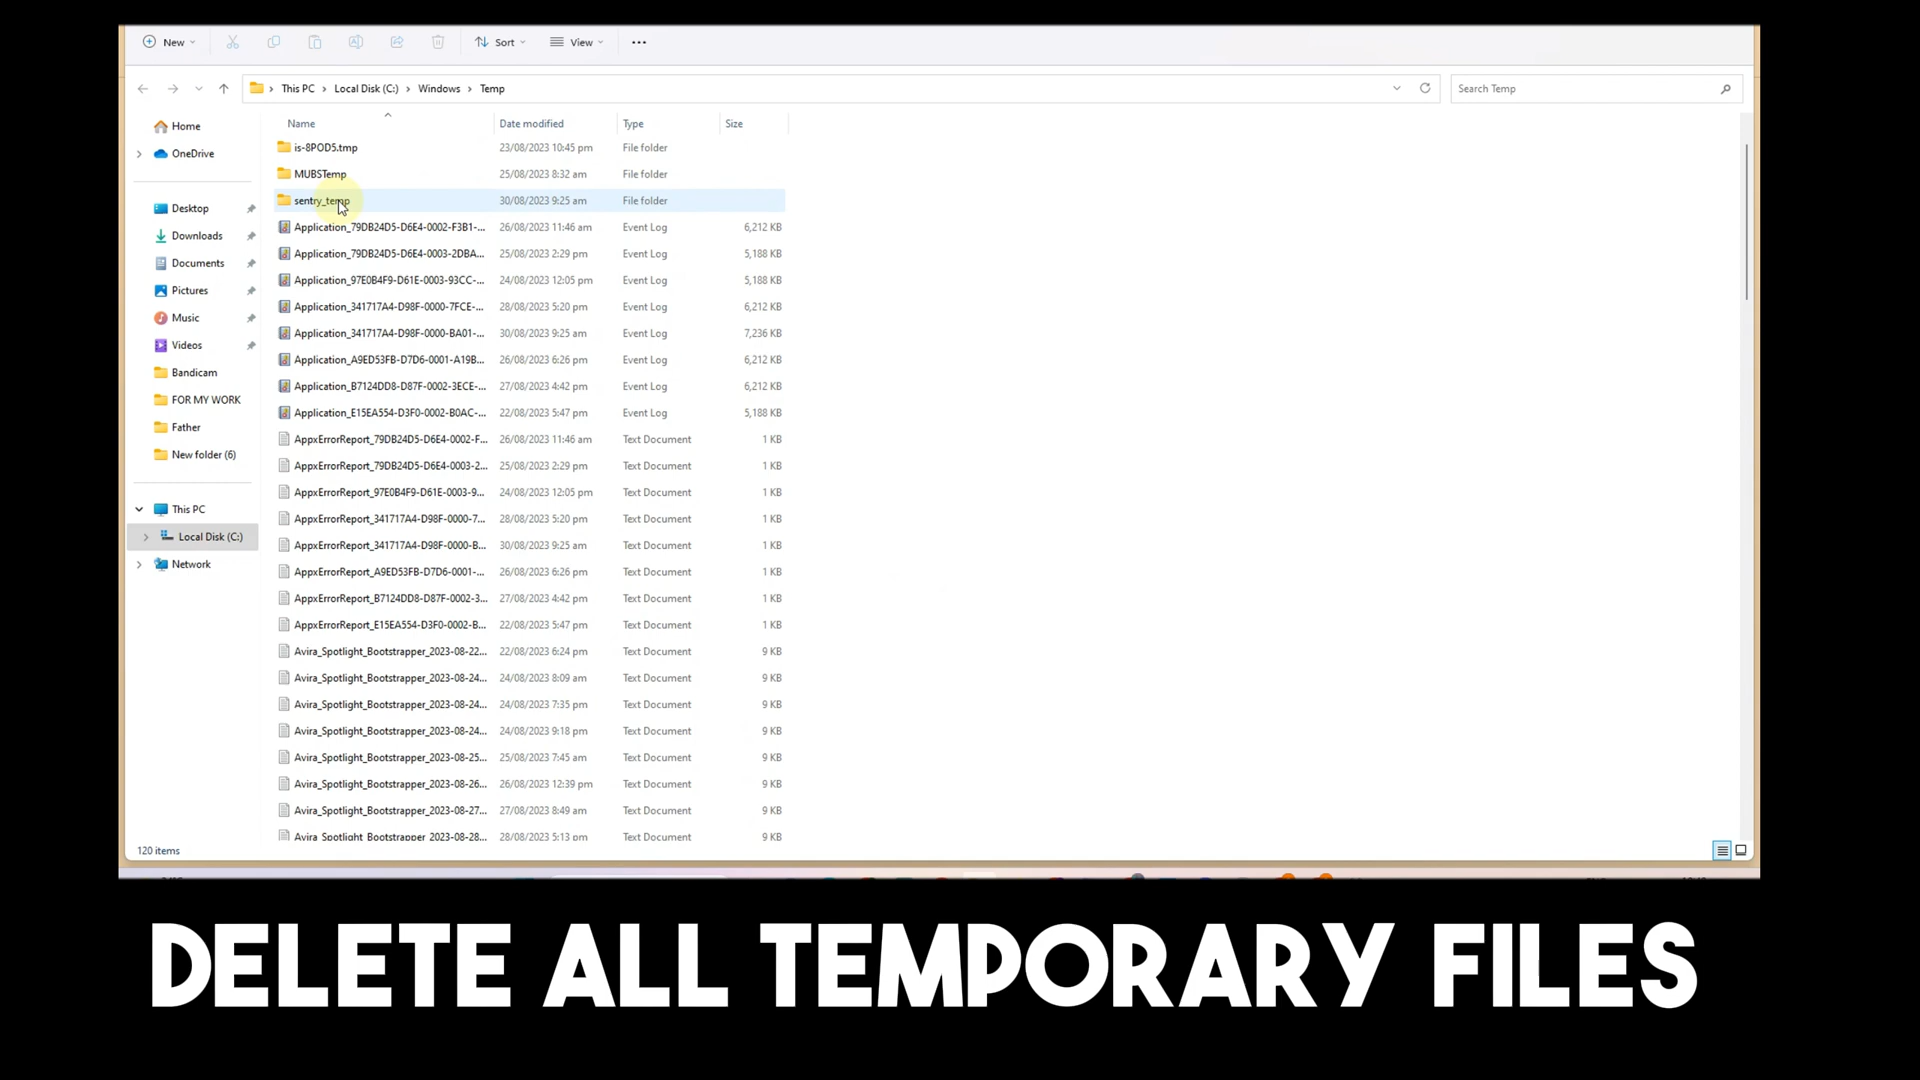 New
Sort
View
This PC > Local Disk (C:) > Windows > Temp
Search Temp
Home
OneDrive
Desktop
Downloads
Documents
Pictures
Music
Videos
Bandicam
FOR MY WORK
Father
New folder (6)
This PC
Local Disk (C:)
Network
Name Date modified Type Size
is-8POD5.tmp 23/08/2023 10:45 pm File folder
MUBSTemp 25/08/2023 8:32 am File folder
sentry_temp 30/08/2023 9:25 am File folder
Application_79DB24D5-D6E4-0002-F3B1-... 26/08/2023 11:46 am Event Log 6,212 KB
Application_79DB24D5-D6E4-0003-2DBA... 25/08/2023 2:29 pm Event Log 5,188 KB
Application_97E0B4F9-D61E-0003-93CC-... 24/08/2023 12:05 pm Event Log 5,188 KB
Application_341717A4-D98F-0000-7FCE-... 28/08/2023 5:20 pm Event Log 6,212 KB
Application_341717A4-D98F-0000-BA01-... 30/08/2023 9:25 am Event Log 7,236 KB
Application_A9ED53FB-D7D6-0001-A19B... 26/08/2023 6:26 pm Event Log 6,212 KB
Application_B7124DD8-D87F-0002-3ECE-... 27/08/2023 4:42 pm Event Log 6,212 KB
Application_E15EA554-D3F0-0002-B0AC-... 22/08/2023 5:47 pm Event Log 5,188 KB
AppxErrorReport_79DB24D5-D6E4-0002-F... 26/08/2023 11:46 am Text Document 1 KB
AppxErrorReport_79DB24D5-D6E4-0003-2... 25/08/2023 2:29 pm Text Document 1 KB
AppxErrorReport_97E0B4F9-D61E-0003-9... 24/08/2023 12:05 pm Text Document 1 KB
AppxErrorReport_341717A4-D98F-0000-7... 28/08/2023 5:20 pm Text Document 1 KB
AppxErrorReport_341717A4-D98F-0000-B... 30/08/2023 9:25 am Text Document 1 KB
AppxErrorReport_A9ED53FB-D7D6-0001-... 26/08/2023 6:26 pm Text Document 1 KB
AppxErrorReport_B7124DD8-D87F-0002-3... 27/08/2023 4:42 pm Text Document 1 KB
AppxErrorReport_E15EA554-D3F0-0002-B... 22/08/2023 5:47 pm Text Document 1 KB
Avira_Spotlight_Bootstrapper_2023-08-22... 22/08/2023 6:24 pm Text Document 9 KB
Avira_Spotlight_Bootstrapper_2023-08-24... 24/08/2023 8:09 am Text Document 9 KB
Avira_Spotlight_Bootstrapper_2023-08-24... 24/08/2023 7:35 pm Text Document 9 KB
Avira_Spotlight_Bootstrapper_2023-08-24... 24/08/2023 9:18 pm Text Document 9 KB
Avira_Spotlight_Bootstrapper_2023-08-25... 25/08/2023 7:45 am Text Document 9 KB
Avira_Spotlight_Bootstrapper_2023-08-26... 26/08/2023 12:39 pm Text Document 9 KB
Avira_Spotlight_Bootstrapper_2023-08-27... 27/08/2023 8:49 am Text Document 9 KB
Avira_Spotlight_Bootstrapper_2023-08-28... 28/08/2023 5:13 pm Text Document 9 KB
120 items
DELETE ALL TEMPORARY FILES